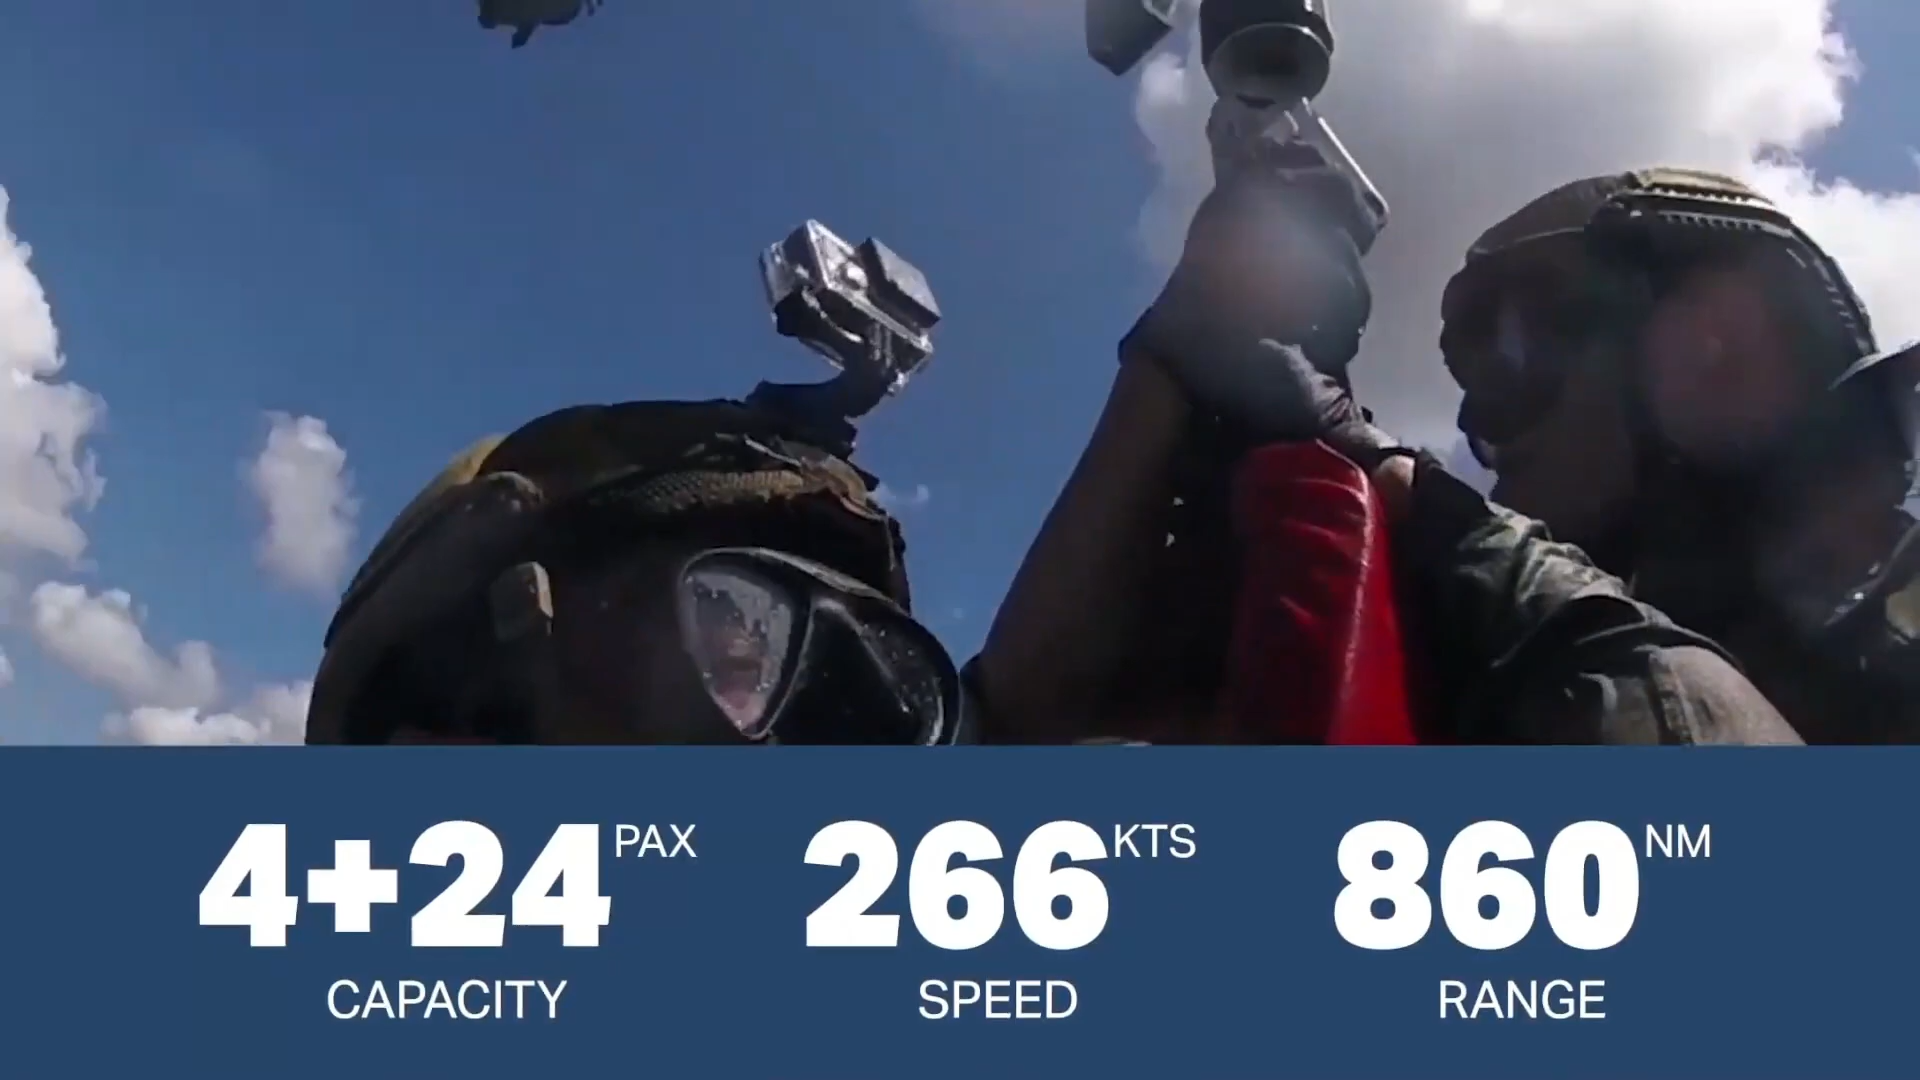 4+24 PAX
CAPACITY
266 KTS
SPEED
860 NM
RANGE